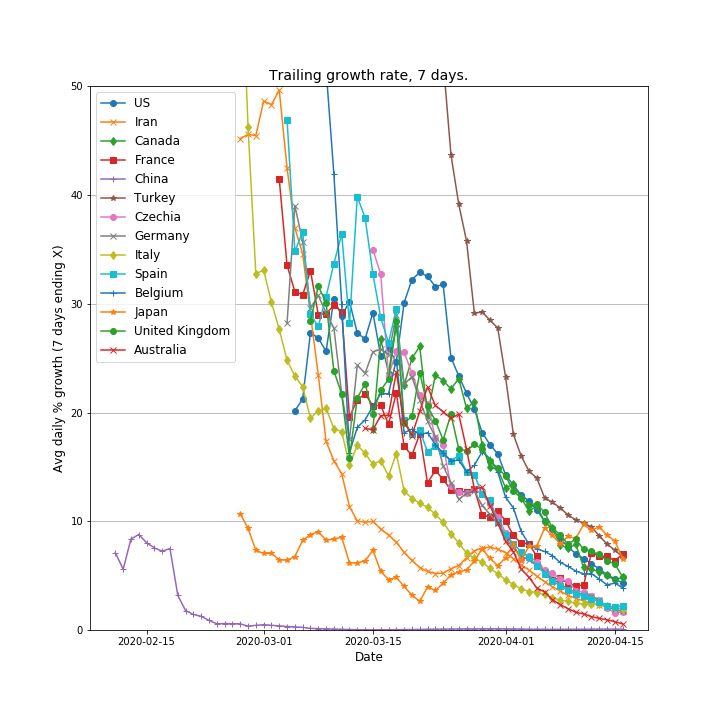 Trailing growth rate, 7 days.
50
40
30
20
10
0
Avg daily % growth (7 days ending X)
US
Iran
Canada
France
China
Turkey
Czechia
Germany
Italy
Spain
Belgium
Japan
United Kingdom
Australia
2020-02-15
2020-03-01
2020-03-15
2020-04-01
2020-04-15
Date